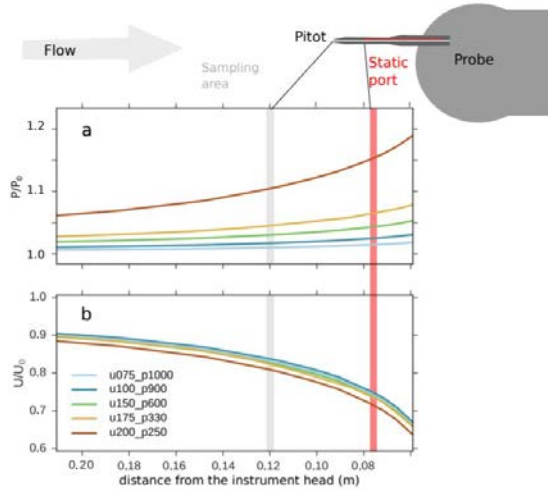 Flow
Pitot
Sampling
area
Static
port
Probe
a
P/P₀
1.2
1.1
1.0
b
U/U₀
1.0
0.9
0.8
0.7
0.6
u075_p1000
u100_p900
u150_p600
u175_p330
u200_p250
0.20 0.18 0,16 0.14 0.12 0.10 0.08
distance from the instrument head (m)